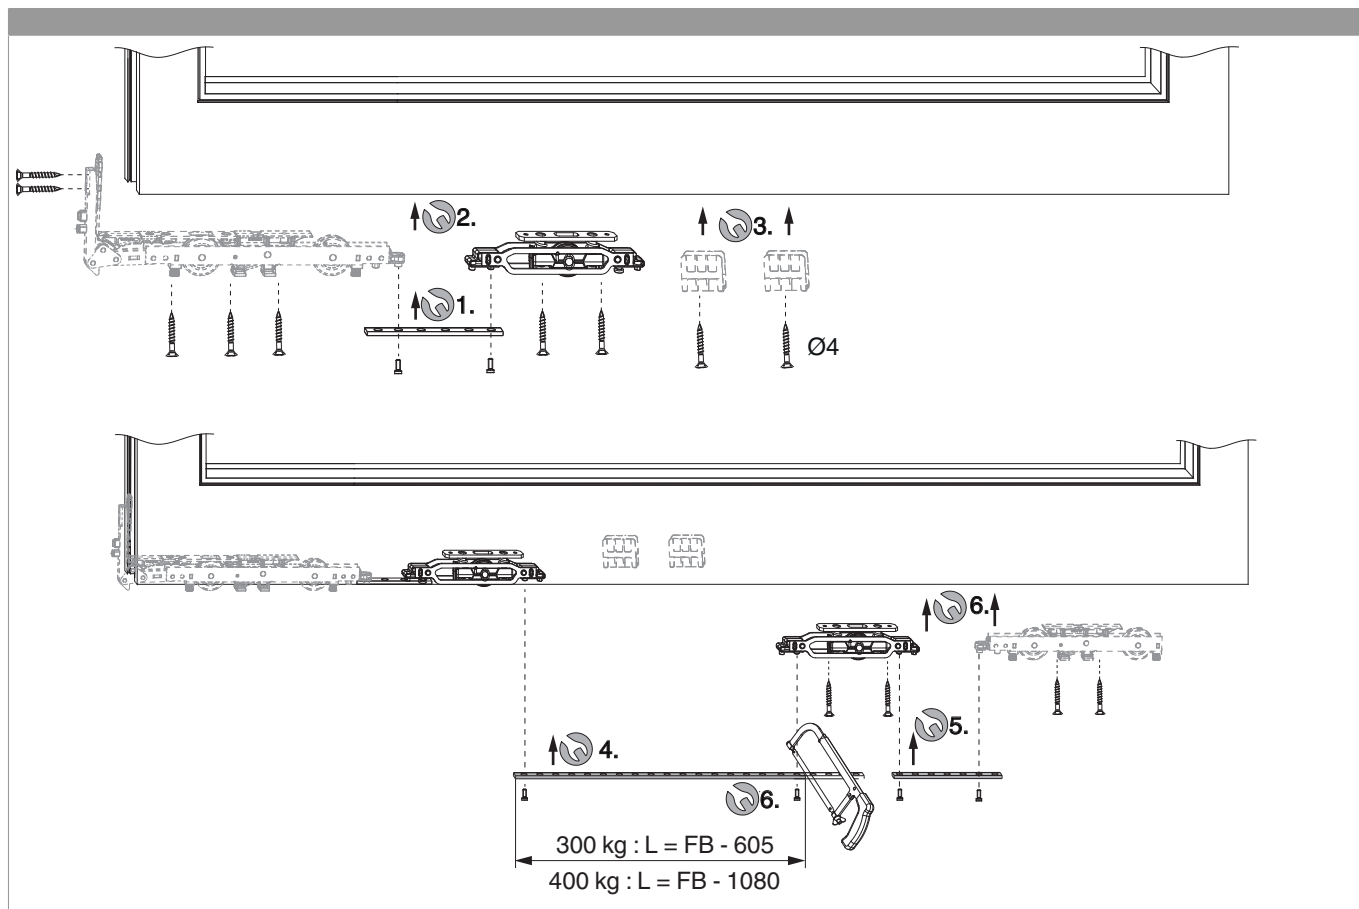 2.
3.
1.
Ø4
6.
5.
4.
6.
300 kg : L = FB - 605
400 kg : L = FB - 1080